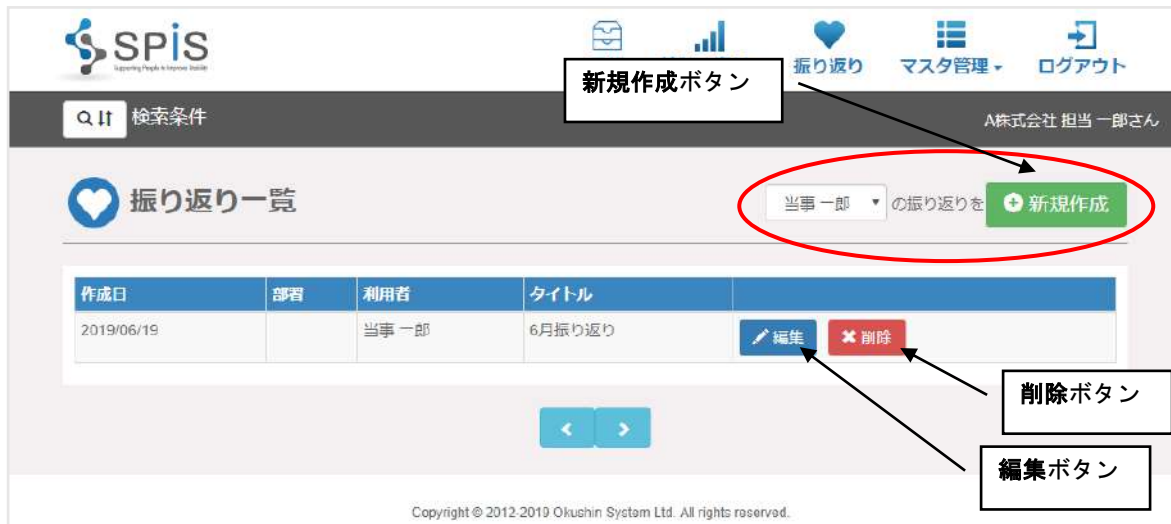 SPiS
Supporting People to Improve Stability
振り返り
マスタ管理
ログアウト
新規作成ボタン
検索条件
A株式会社 担当 一郎さん
振り返り一覧
当事 一郎 の振り返りを 新規作成
作成日 部署 利用者 タイトル
2019/06/19 当事 一郎 6月振り返り 編集 削除
削除ボタン
編集ボタン
Copyright © 2012-2019 Okushin System Ltd. All rights reserved.